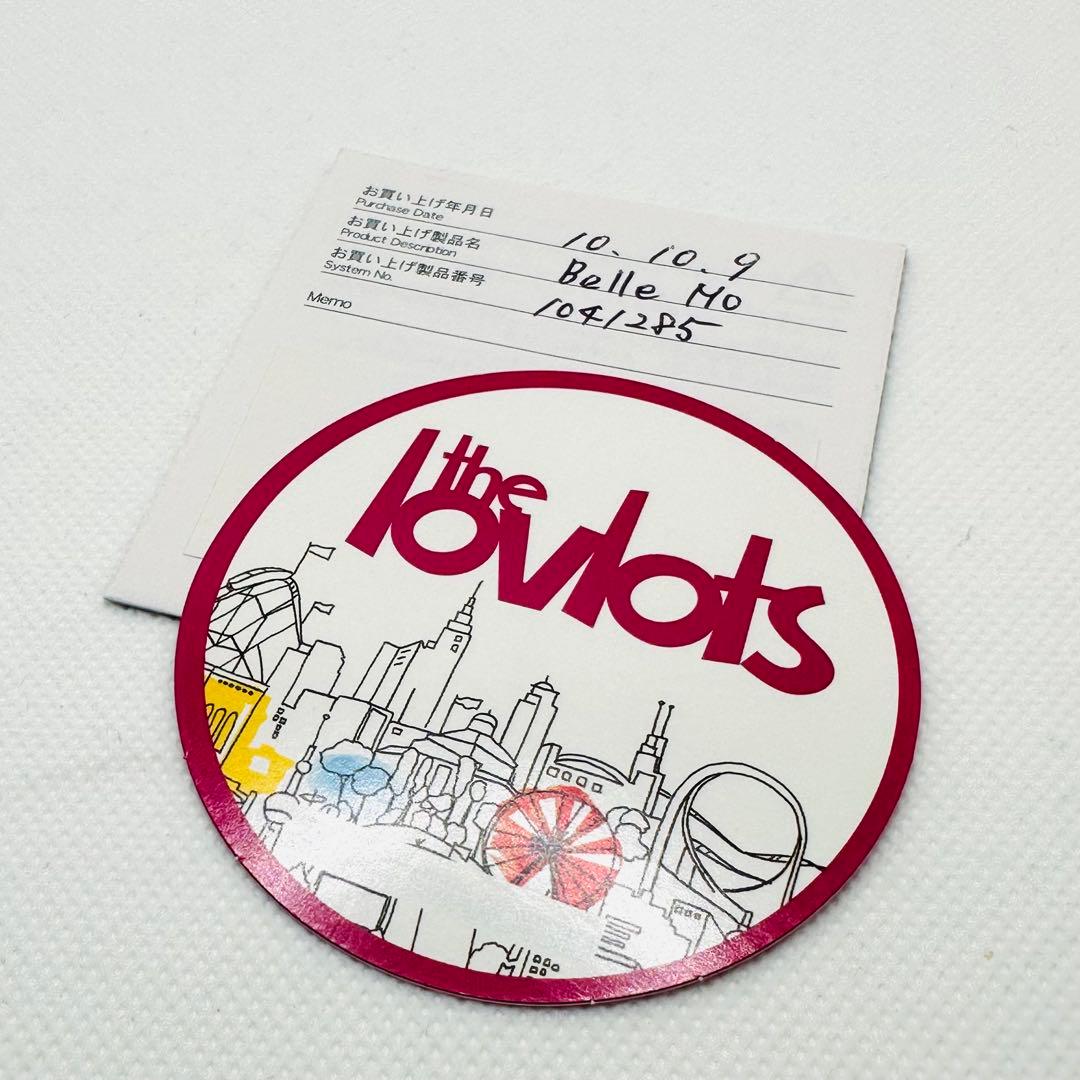 お買い上げ年月日
Purchase Date
10.10.9
お買い上げ製品名
Product Description
Belle Mo
お買い上げ製品番号
System No.
1041285
Memo
the
lovlots